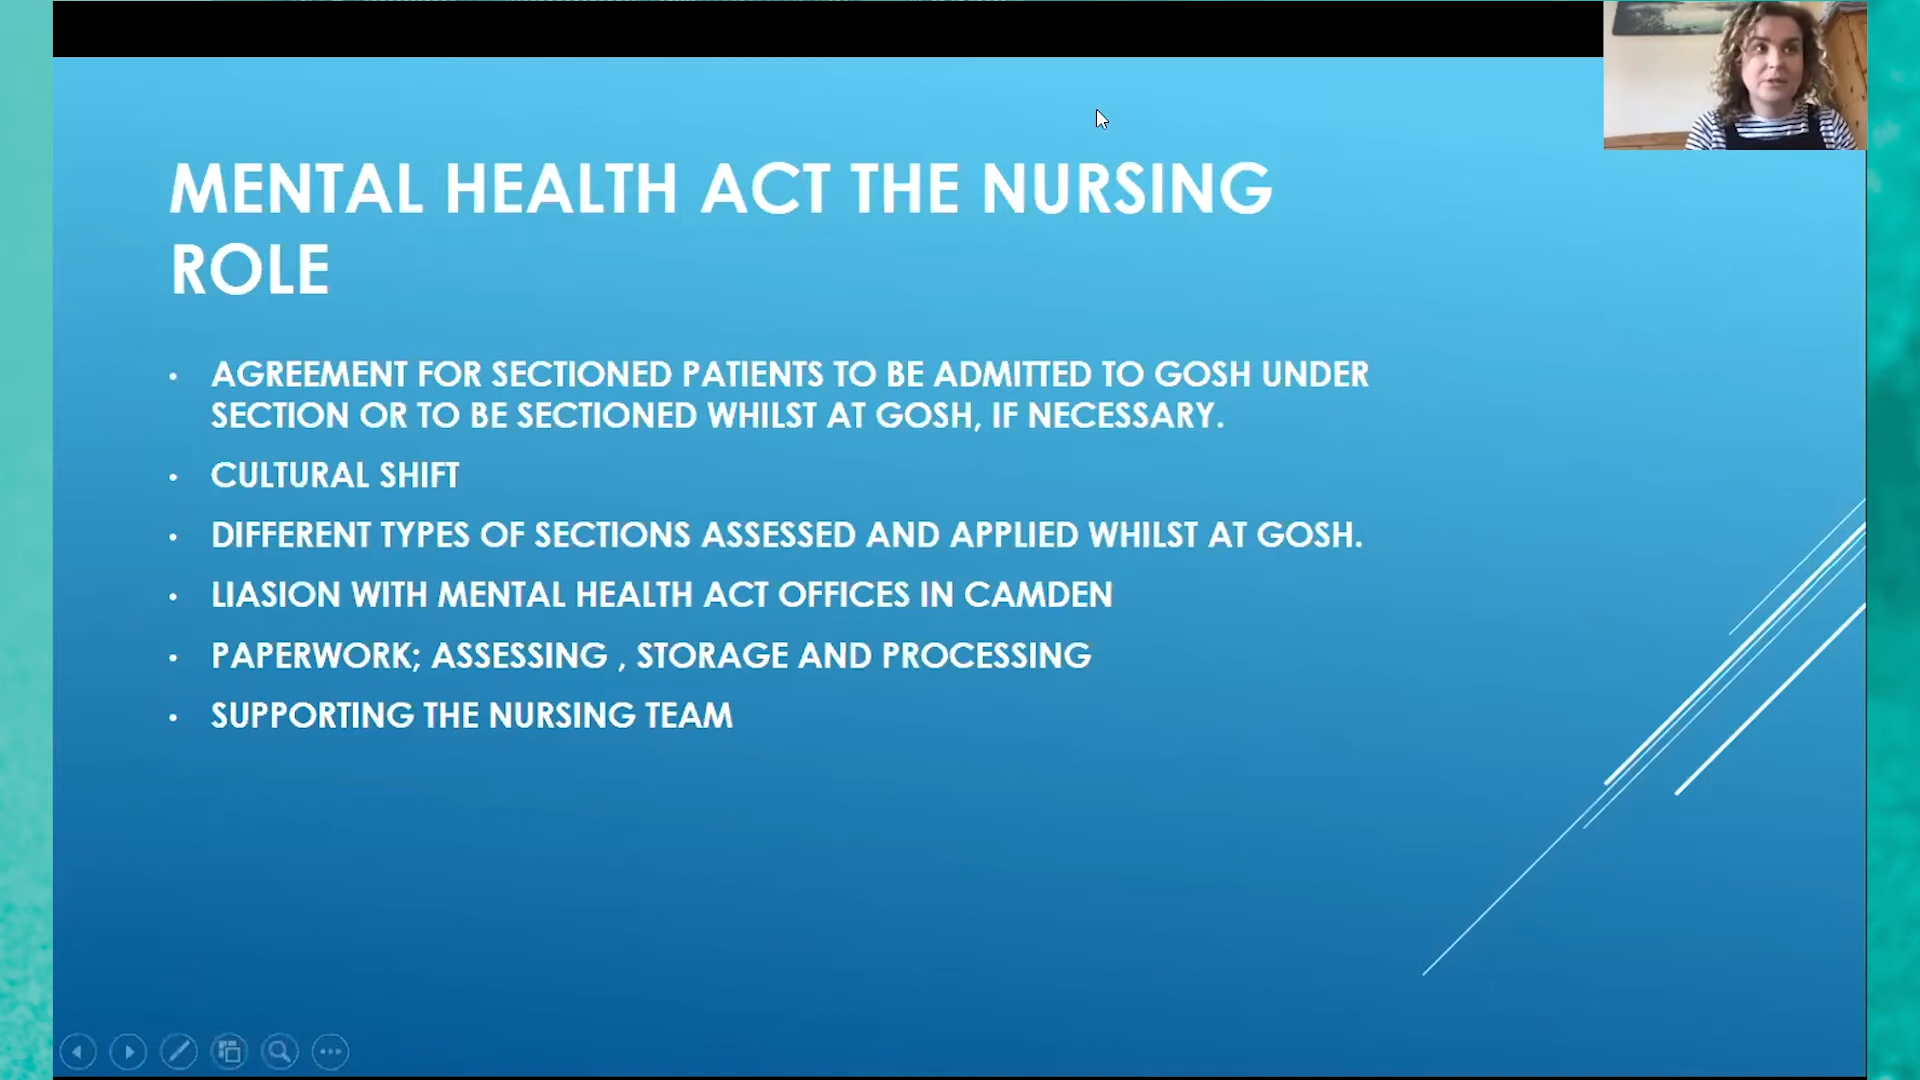 MENTAL HEALTH ACT THE NURSING
ROLE
• AGREEMENT FOR SECTIONED PATIENTS TO BE ADMITTED TO GOSH UNDER
SECTION OR TO BE SECTIONED WHILST AT GOSH, IF NECESSARY.
• CULTURAL SHIFT
• DIFFERENT TYPES OF SECTIONS ASSESSED AND APPLIED WHILST AT GOSH.
• LIASION WITH MENTAL HEALTH ACT OFFICES IN CAMDEN
• PAPERWORK; ASSESSING , STORAGE AND PROCESSING
• SUPPORTING THE NURSING TEAM